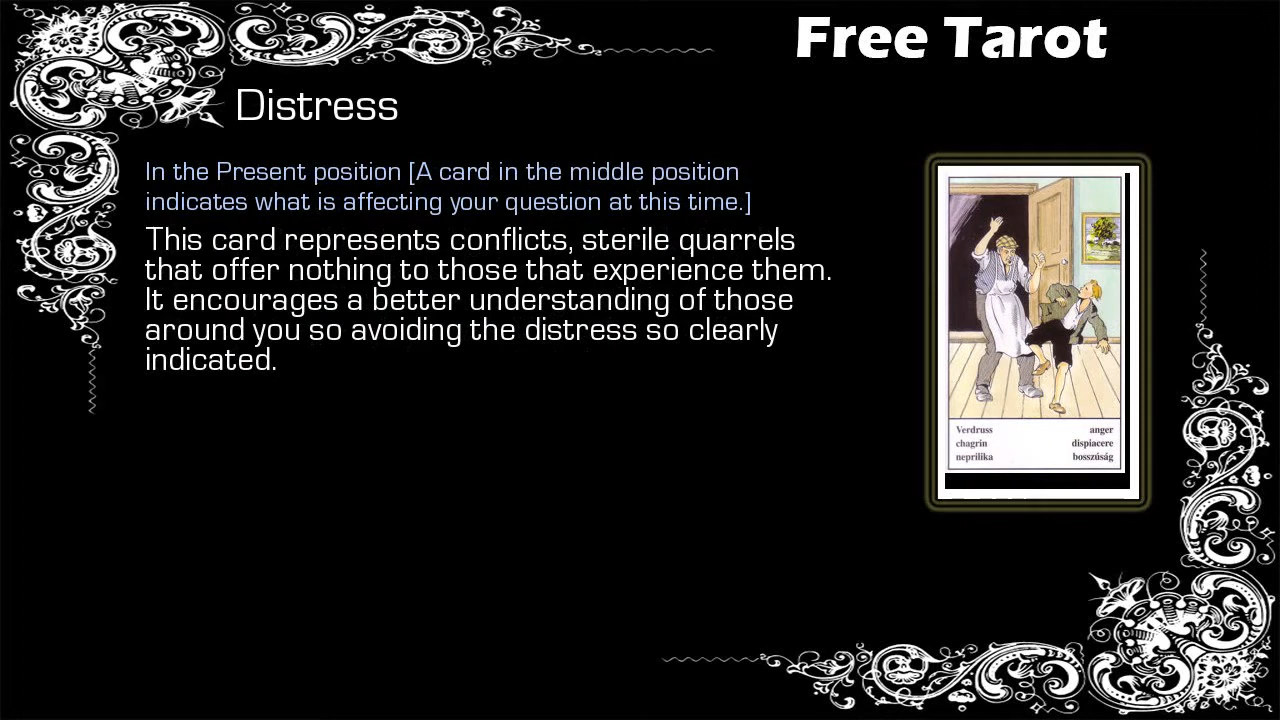 Free Tarot
Distress
In the Present position [A card in the middle position
indicates what is affecting your question at this time.]
This card represents conflicts, sterile quarrels
that offer nothing to those that experience them.
It encourages a better understanding of those
around you so avoiding the distress so clearly
indicated.
Verdruss anger
chagrin dispiacere
neprilika bosszúság